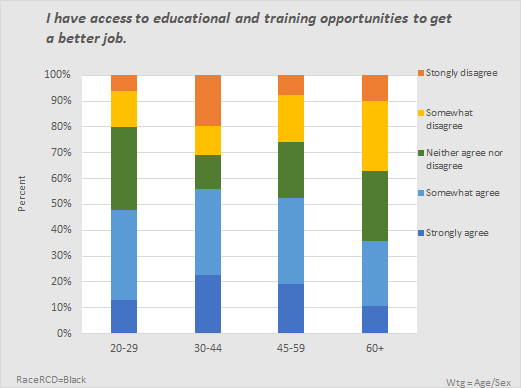 I have access to educational and training opportunities to get
a better job.
100%
90%
80%
70%
60%
50%
40%
30%
20%
10%
0%
Percent
20-29
30-44
45-59
60+
Stongly disagree
Somewhat
disagree
Neither agree nor
disagree
Somewhat agree
Strongly agree
RaceRCD=Black
Wtg = Age/Sex